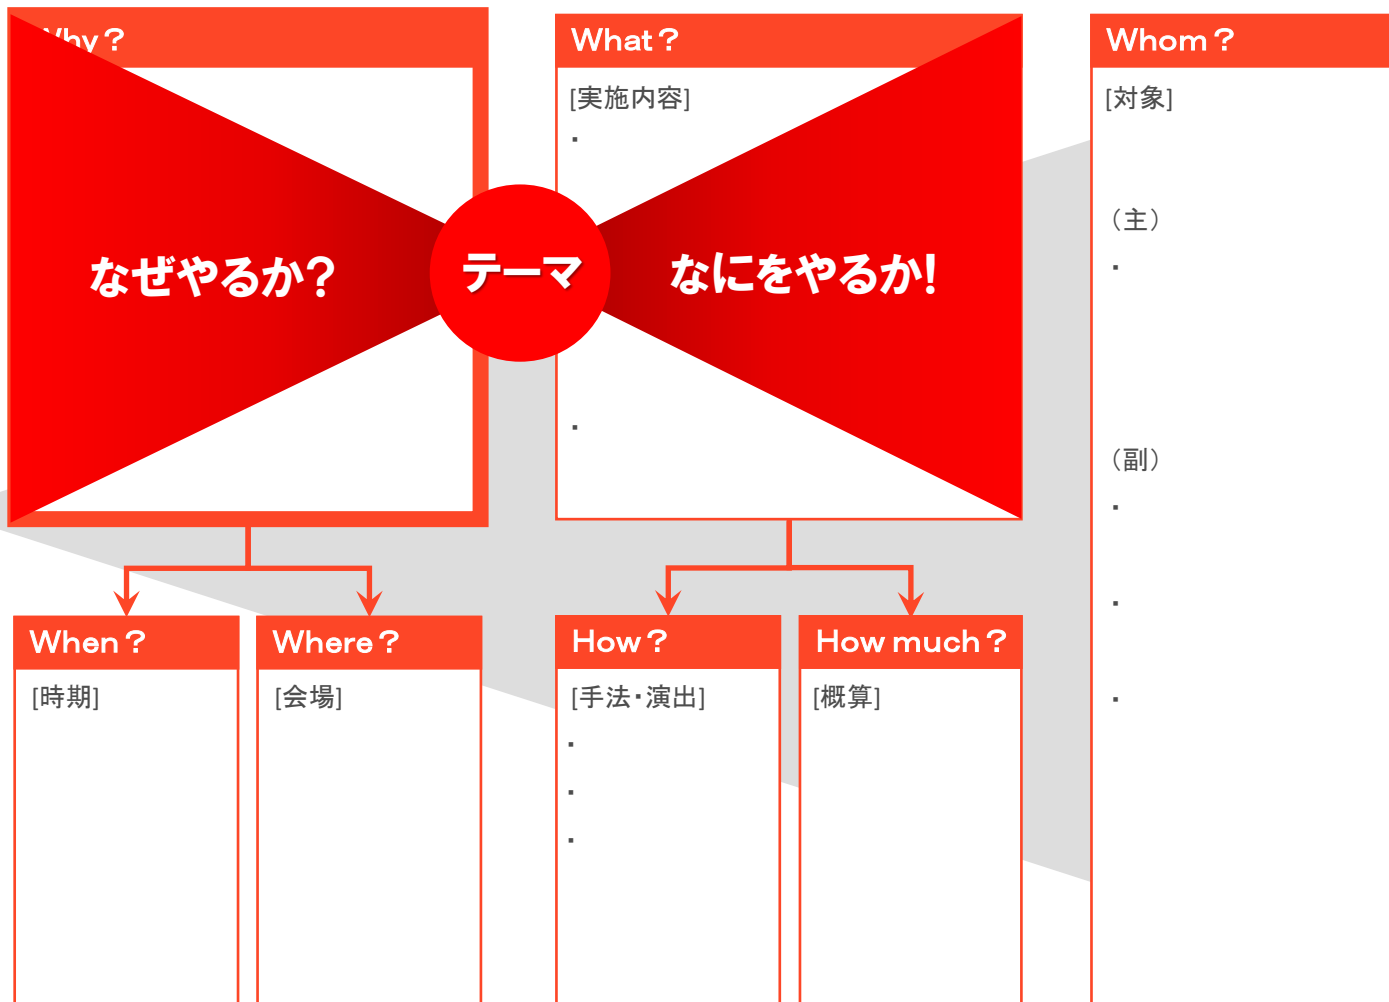 Why？
なぜやるか?
テーマ
What？
[実施内容]
・
なにをやるか!
・
Whom？
[対象]
（主）
・
（副）
・
・
・
When？
[時期]
Where？
[会場]
How？
[手法・演出]
・
・
・
How much？
[概算]